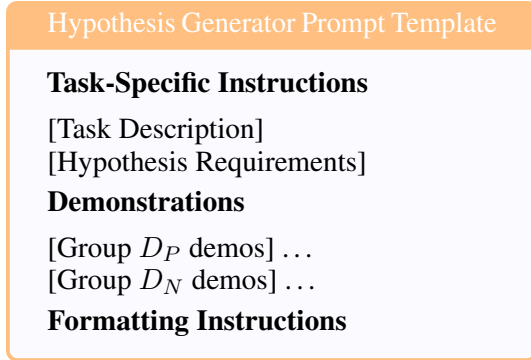 Hypothesis Generator Prompt Template
Task-Specific Instructions
[Task Description]
[Hypothesis Requirements]
Demonstrations
[Group D_P demos] …
[Group D_N demos] …
Formatting Instructions